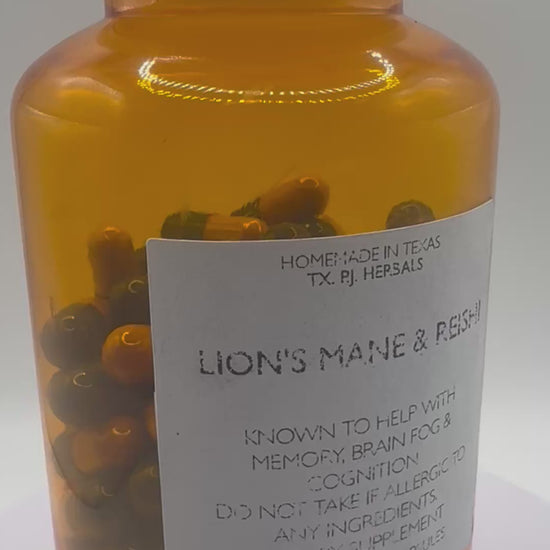 HOMEMADE IN TEXAS
TX. P.J. HERBALS
LION'S MANE & REISHI
KNOWN TO HELP WITH
MEMORY, BRAIN FOG &
COGNITION
DO NOT TAKE IF ALLERGIC TO
ANY INGREDIENTS.
SUPPLEMENT